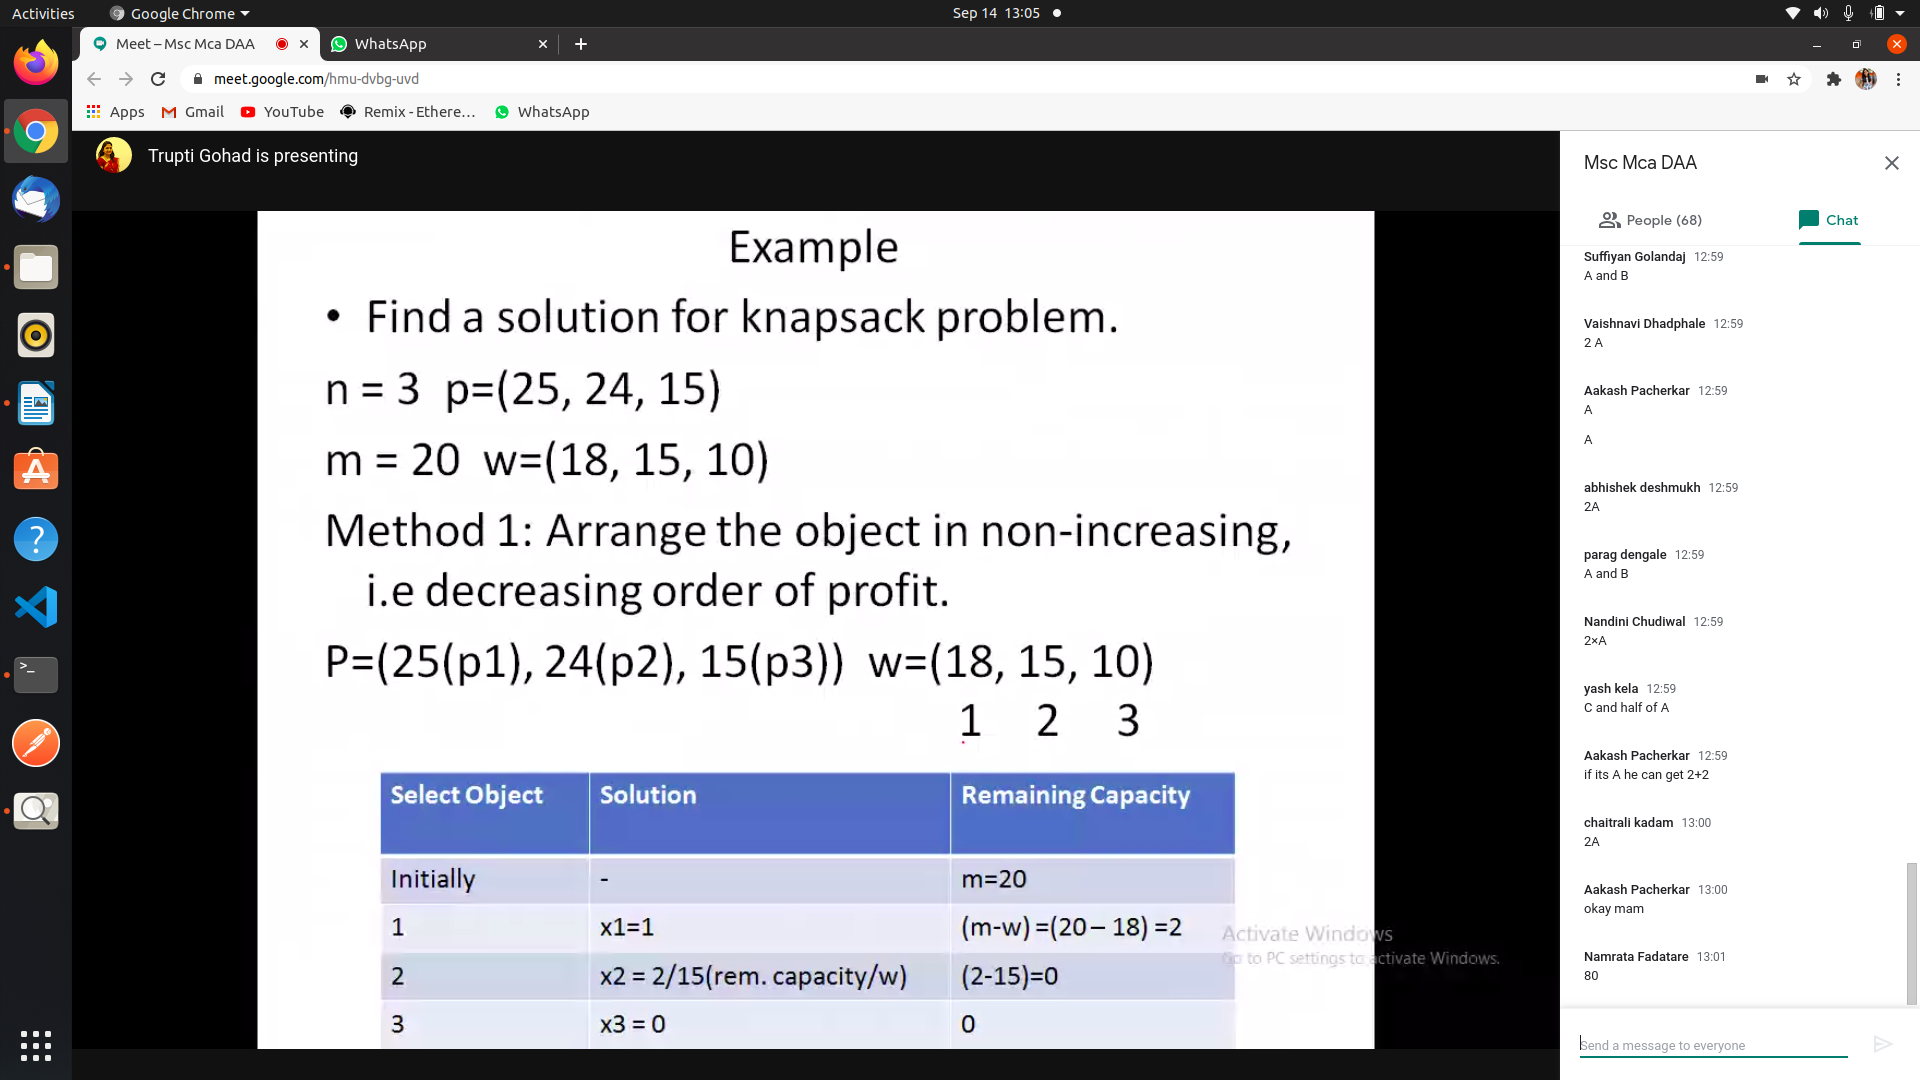 Activities
Google Chrome
Sep 14 13:05
Meet – Msc Mca DAA
WhatsApp
meet.google.com/hmu-dvbg-uvd
Apps
Gmail
YouTube
Remix - Ethere...
WhatsApp
Trupti Gohad is presenting
Example
• Find a solution for knapsack problem.
n = 3 p=(25, 24, 15)
m = 20 w=(18, 15, 10)
Method 1: Arrange the object in non-increasing,
i.e decreasing order of profit.
P=(25(p1), 24(p2), 15(p3)) w=(18, 15, 10)
1 2 3
Select Object Solution Remaining Capacity
Initially - m=20
1 x1=1 (m-w) =(20 – 18) =2
2 x2 = 2/15(rem. capacity/w) (2-15)=0
3 x3 = 0 0
Activate Windows
Go to PC settings to activate Windows.
Msc Mca DAA
People (68)
Chat
Suffiyan Golandaj 12:59
A and B
Vaishnavi Dhadphale 12:59
2 A
Aakash Pacherkar 12:59
A
A
abhishek deshmukh 12:59
2A
parag dengale 12:59
A and B
Nandini Chudiwal 12:59
2×A
yash kela 12:59
C and half of A
Aakash Pacherkar 12:59
if its A he can get 2+2
chaitrali kadam 13:00
2A
Aakash Pacherkar 13:00
okay mam
Namrata Fadatare 13:01
80
Send a message to everyone